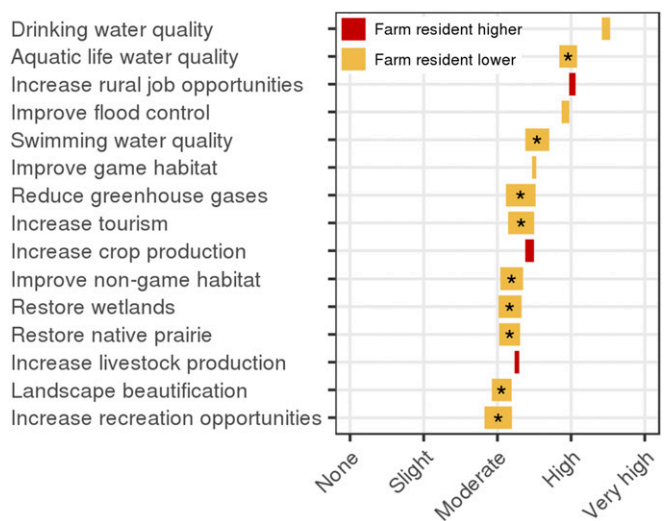 Drinking water quality
Aquatic life water quality
Increase rural job opportunities
Improve flood control
Swimming water quality
Improve game habitat
Reduce greenhouse gases
Increase tourism
Increase crop production
Improve non-game habitat
Restore wetlands
Restore native prairie
Increase livestock production
Landscape beautification
Increase recreation opportunities
Farm resident higher
Farm resident lower
*
*
*
*
*
*
*
*
*
None
Slight
Moderate
High
Very high